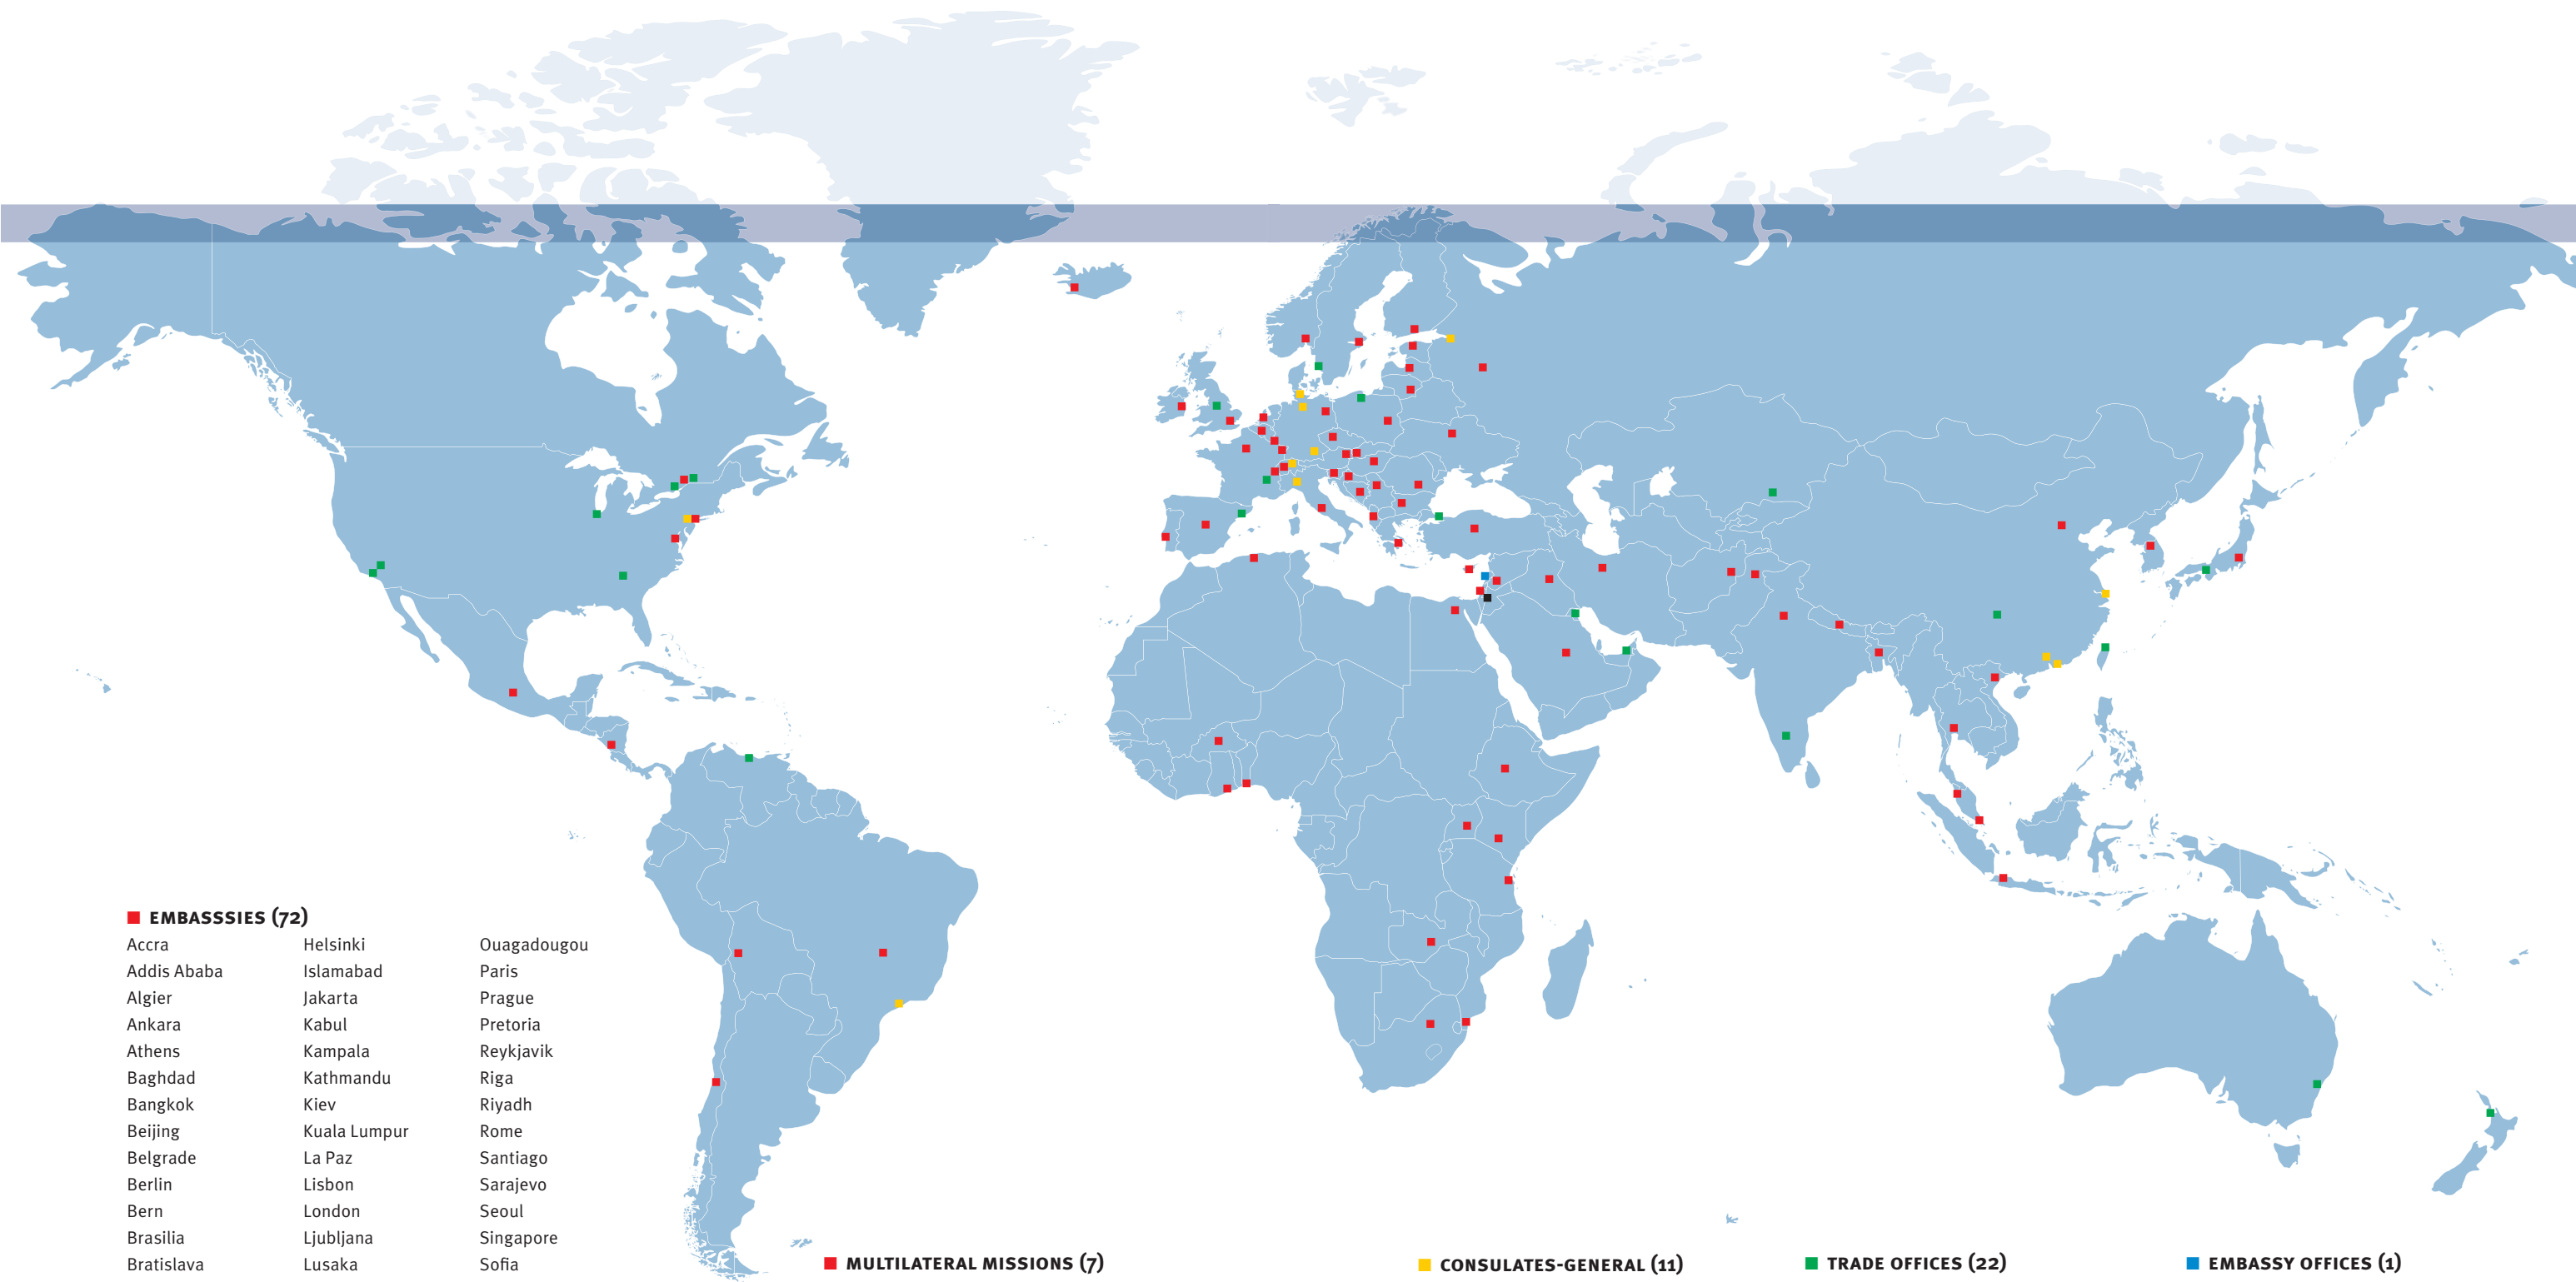 EMBASSSIES (72)
Accra
Addis Ababa
Algier
Ankara
Athens
Baghdad
Bangkok
Beijing
Belgrade
Berlin
Bern
Brasilia
Bratislava
Helsinki
Islamabad
Jakarta
Kabul
Kampala
Kathmandu
Kiev
Kuala Lumpur
La Paz
Lisbon
London
Ljubljana
Lusaka
Ouagadougou
Paris
Prague
Pretoria
Reykjavik
Riga
Riyadh
Rome
Santiago
Sarajevo
Seoul
Singapore
Sofia
MULTILATERAL MISSIONS (7)
CONSULATES-GENERAL (11)
TRADE OFFICES (22)
EMBASSY OFFICES (1)